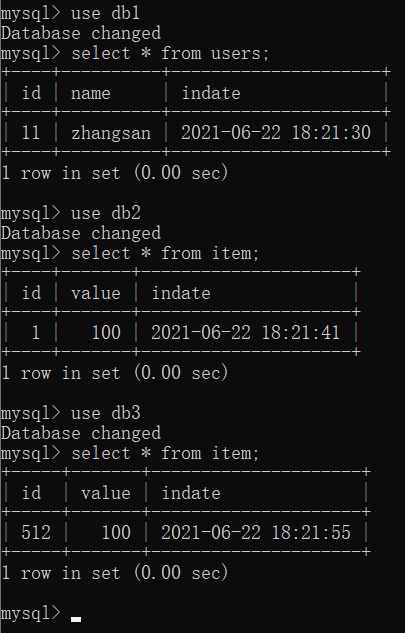 mysql> use db1
Database changed
mysql> select * from users;
+----+----------+---------------------+
| id | name     | indate              |
+----+----------+---------------------+
| 11 | zhangsan | 2021-06-22 18:21:30 |
+----+----------+---------------------+
1 row in set (0.00 sec)

mysql> use db2
Database changed
mysql> select * from item;
+----+-------+---------------------+
| id | value | indate              |
+----+-------+---------------------+
|  1 |   100 | 2021-06-22 18:21:41 |
+----+-------+---------------------+
1 row in set (0.00 sec)

mysql> use db3
Database changed
mysql> select * from item;
+-----+-------+---------------------+
| id  | value | indate              |
+-----+-------+---------------------+
| 512 |   100 | 2021-06-22 18:21:55 |
+-----+-------+---------------------+
1 row in set (0.00 sec)

mysql>